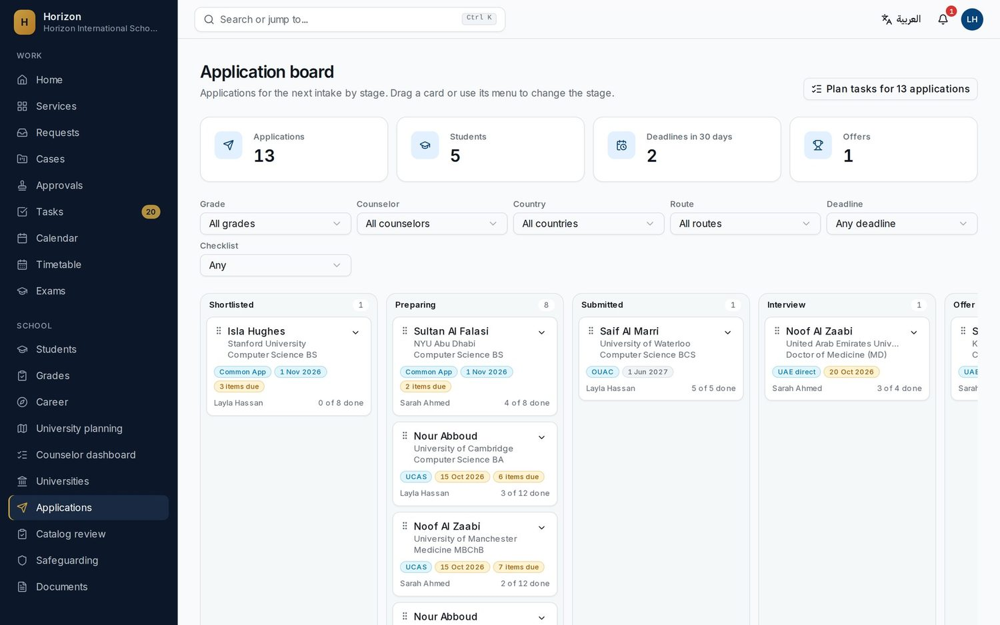 H
Horizon
Horizon International Scho...
WORK
Home
Services
Requests
Cases
Approvals
Tasks
20
Calendar
Timetable
Exams
SCHOOL
Students
Grades
Career
University planning
Counselor dashboard
Universities
Applications
Catalog review
Safeguarding
Documents
Search or jump to...
Ctrl K
العربية
1
LH
Application board
Applications for the next intake by stage. Drag a card or use its menu to change the stage.
Plan tasks for 13 applications
Applications
13
Students
5
Deadlines in 30 days
2
Offers
1
Grade
All grades
Counselor
All counselors
Country
All countries
Route
All routes
Deadline
Any deadline
Checklist
Any
Shortlisted
1
Isla Hughes
Stanford University
Computer Science BS
Common App
1 Nov 2026
3 items due
Layla Hassan
0 of 8 done
Preparing
8
Sultan Al Falasi
NYU Abu Dhabi
Computer Science BS
Common App
1 Nov 2026
2 items due
Sarah Ahmed
4 of 8 done
Nour Abboud
University of Cambridge
Computer Science BA
UCAS
15 Oct 2026
6 items due
Layla Hassan
3 of 12 done
Noof Al Zaabi
University of Manchester
Medicine MBChB
UCAS
15 Oct 2026
7 items due
Sarah Ahmed
2 of 12 done
Nour Abboud
Submitted
1
Saif Al Marri
University of Waterloo
Computer Science BCS
OUAC
1 Jun 2027
Layla Hassan
5 of 5 done
Interview
1
Noof Al Zaabi
United Arab Emirates Univ...
Doctor of Medicine (MD)
UAE direct
20 Oct 2026
Sarah Ahmed
3 of 4 done
Offer
UAE